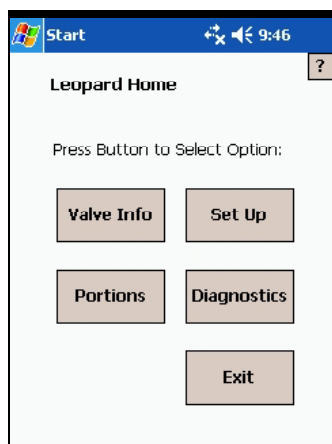 Start 9:46
?
Leopard Home
Press Button to Select Option:
Valve Info Set Up
Portions Diagnostics
Exit